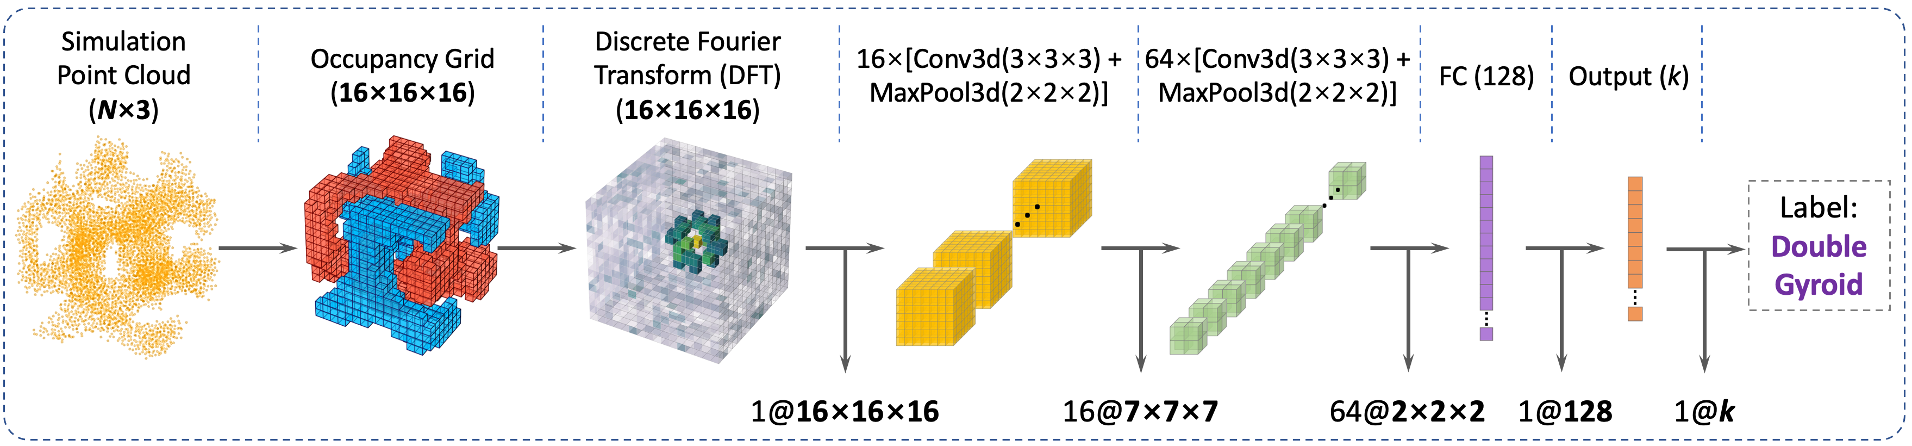 Simulation
Point Cloud
(N×3)
Occupancy Grid
(16×16×16)
Discrete Fourier
Transform (DFT)
(16×16×16)
16×[Conv3d(3×3×3) +
MaxPool3d(2×2×2)]
64×[Conv3d(3×3×3) +
MaxPool3d(2×2×2)]
FC (128)
Output (k)
Label:
Double
Gyroid
1@16×16×16
16@7×7×7
64@2×2×2
1@128
1@k